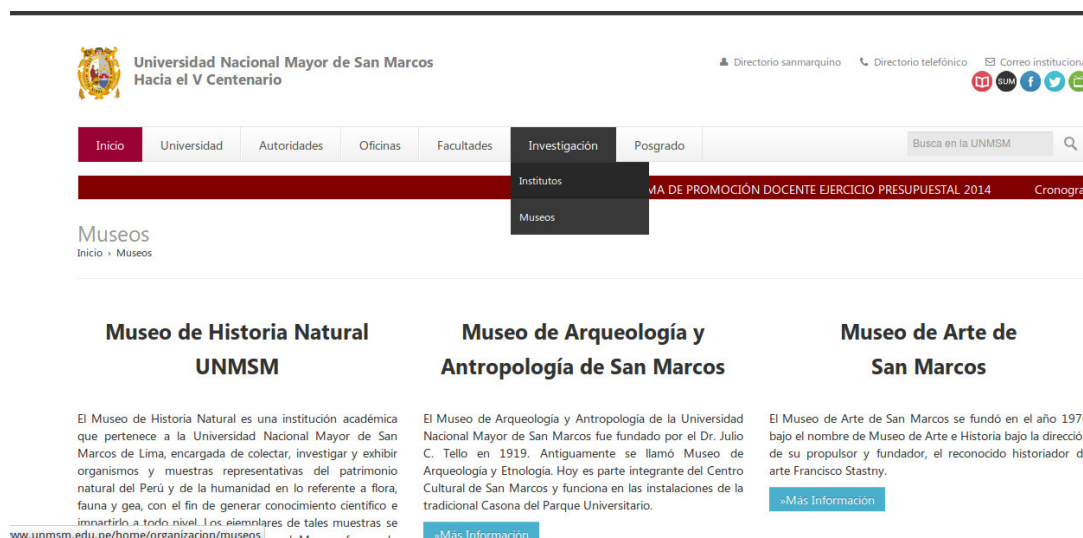 Universidad Nacional Mayor de San Marcos
Hacia el V Centenario
Directorio sanmarquino Directorio telefónico Correo instituciona
SUM
Inicio Universidad Autoridades Oficinas Facultades Investigación Posgrado Busca en la UNMSM
Institutos
MA DE PROMOCIÓN DOCENTE EJERCICIO PRESUPUESTAL 2014 Cronogra
Museos
Museos
Inicio › Museos
Museo de Historia Natural
UNMSM
El Museo de Historia Natural es una institución académica
que pertenece a la Universidad Nacional Mayor de San
Marcos de Lima, encargada de colectar, investigar y exhibir
organismos y muestras representativas del patrimonio
natural del Perú y de la humanidad en lo referente a flora,
fauna y gea, con el fin de generar conocimiento científico e
impartirlo a todo nivel. Los ejemplares de tales muestras se
Museo de Arqueología y
Antropología de San Marcos
El Museo de Arqueología y Antropología de la Universidad
Nacional Mayor de San Marcos fue fundado por el Dr. Julio
C. Tello en 1919. Antiguamente se llamó Museo de
Arqueología y Etnología. Hoy es parte integrante del Centro
Cultural de San Marcos y funciona en las instalaciones de la
tradicional Casona del Parque Universitario.
»Más Información
Museo de Arte de
San Marcos
El Museo de Arte de San Marcos se fundó en el año 1970
bajo el nombre de Museo de Arte e Historia bajo la direcció
de su propulsor y fundador, el reconocido historiador d
arte Francisco Stastny.
»Más Información
ww.unmsm.edu.pe/home/organizacion/museos